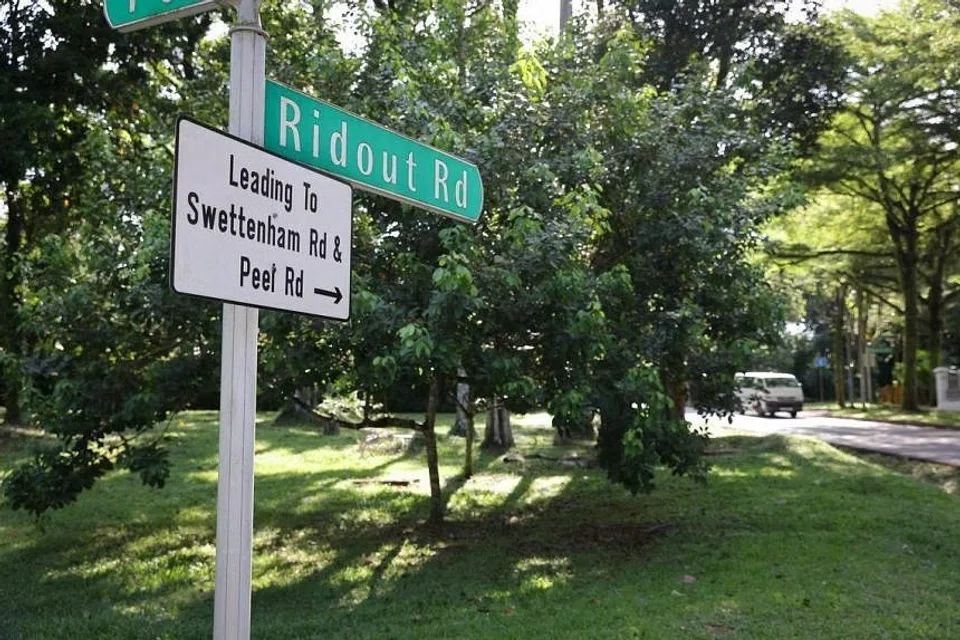 Ridout Rd
Leading To
Swettenham Rd &
Peel Rd →